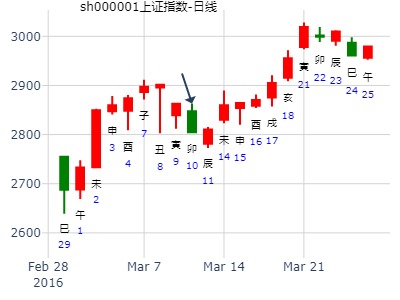 sh000001上证指数-日线
3000
2900
2800
2700
2600
巳
29
午
1
未
2
申
3
酉
4
子
7
丑
8
寅
9
卯
10
辰
11
未
14
申
15
酉
16
戌
17
亥
18
寅
21
卯
22
辰
23
巳
24
午
25
Feb 28
2016
Mar 7
Mar 14
Mar 21